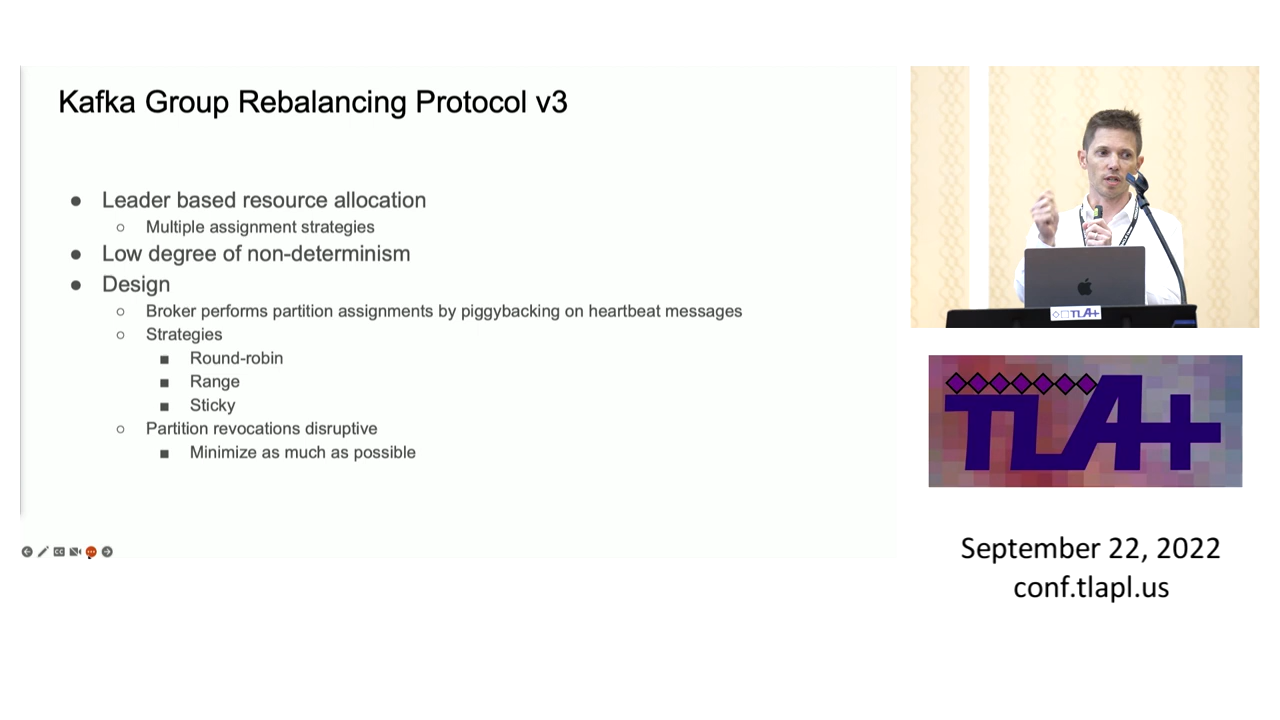 Kafka Group Rebalancing Protocol v3
● Leader based resource allocation
○ Multiple assignment strategies
● Low degree of non-determinism
● Design
○ Broker performs partition assignments by piggybacking on heartbeat messages
○ Strategies
■ Round-robin
■ Range
■ Sticky
○ Partition revocations disruptive
■ Minimize as much as possible
CC
TLA+
TLA+
September 22, 2022
conf.tlapl.us